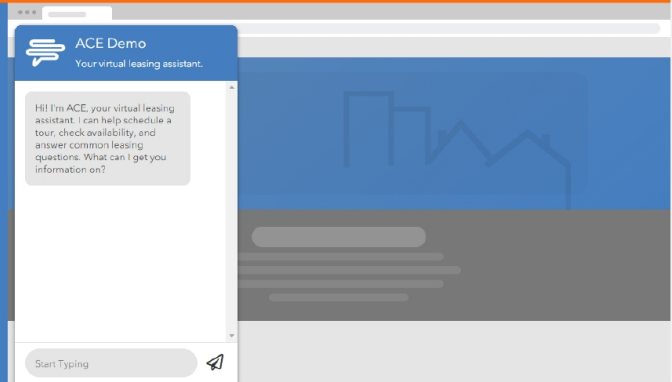 ACE Demo
Your virtual leasing assistant.
Hi! I'm ACE, your virtual leasing
assistant. I can help schedule a
tour, check availability, and
answer common leasing
questions. What can I get you
information on?
Start Typing